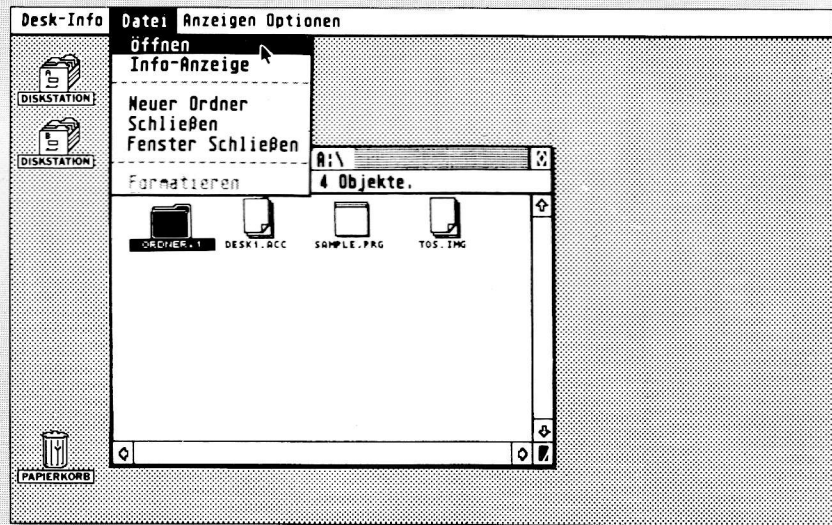 Desk-Info Datei Anzeigen Optionen
öffnen
Info-Anzeige
Neuer Ordner
Schließen
Fenster Schließen
Formatieren
A
DISKSTATION
B
DISKSTATION
A:\
4 Objekte.
ORDNER.1 DESK1.ACC SAMPLE.PRG TOS.IMG
PAPIERKORB